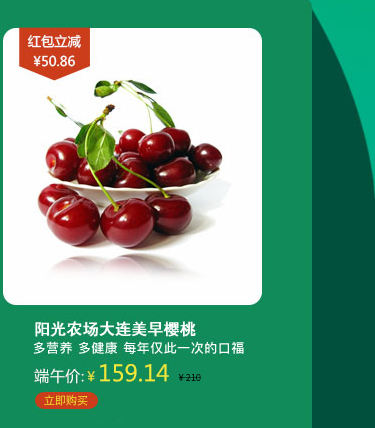 红包立减
¥50.86
阳光农场大连美早樱桃
多营养 多健康 每年仅此一次的口福
端午价:¥159.14 ¥210
立即购买